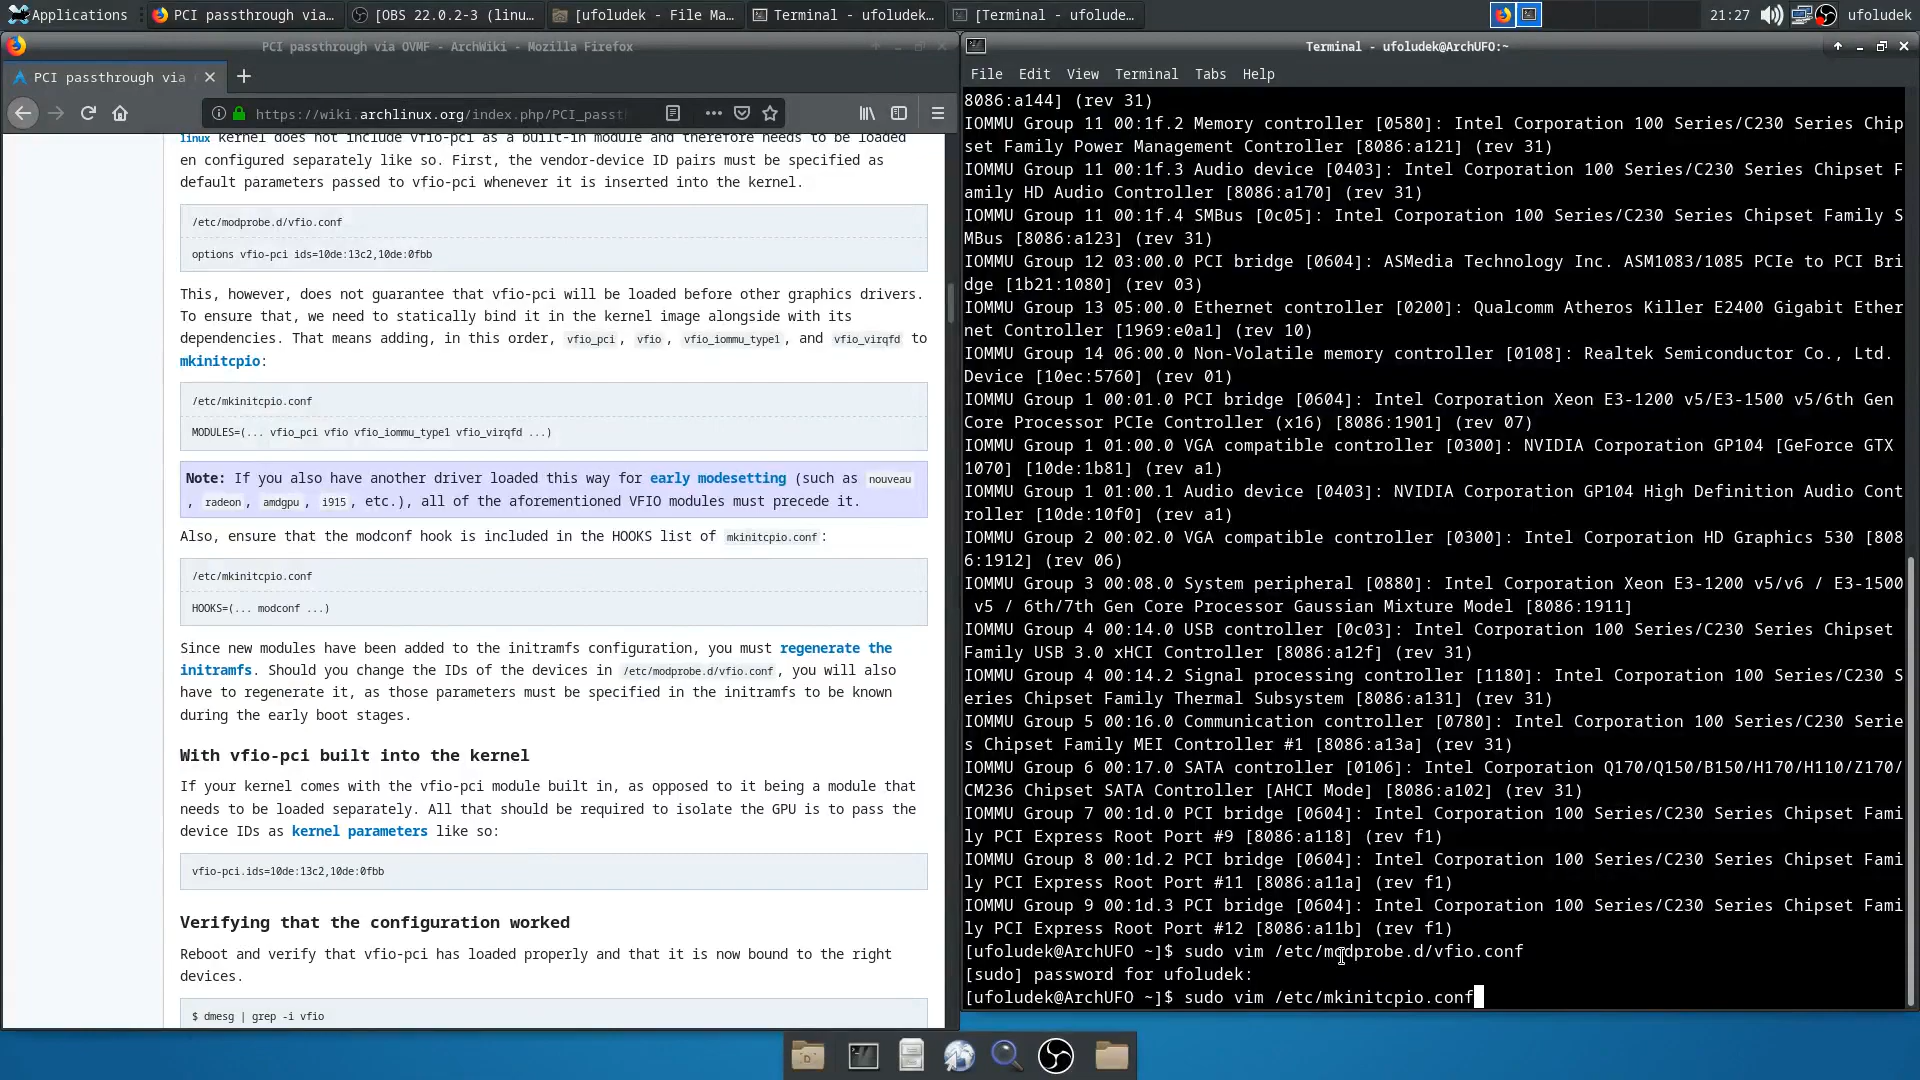 Applications
PCI passthrough via...
[OBS 22.0.2-3 (linu...
[ufoludek - File Ma...
Terminal - ufoludek...
[Terminal - ufolude...
21:27
ufoludek
PCI passthrough via OVMF - ArchWiki - Mozilla Firefox
PCI passthrough via
https://wiki.archlinux.org/index.php/PCI_passt
linux kernel does not include vfio-pci as a built-in module and therefore needs to be loaded
en configured separately like so. First, the vendor-device ID pairs must be specified as
default parameters passed to vfio-pci whenever it is inserted into the kernel.
/etc/modprobe.d/vfio.conf
options vfio-pci ids=10de:13c2,10de:0fbb
This, however, does not guarantee that vfio-pci will be loaded before other graphics drivers.
To ensure that, we need to statically bind it in the kernel image alongside with its
dependencies. That means adding, in this order, vfio_pci, vfio, vfio_iommu_type1, and vfio_virqfd to
mkinitcpio:
/etc/mkinitcpio.conf
MODULES=(... vfio_pci vfio vfio_iommu_type1 vfio_virqfd ...)
Note: If you also have another driver loaded this way for early modesetting (such as nouveau
, radeon, amdgpu, i915, etc.), all of the aforementioned VFIO modules must precede it.
Also, ensure that the modconf hook is included in the HOOKS list of mkinitcpio.conf:
/etc/mkinitcpio.conf
HOOKS=(... modconf ...)
Since new modules have been added to the initramfs configuration, you must regenerate the
initramfs. Should you change the IDs of the devices in /etc/modprobe.d/vfio.conf, you will also
have to regenerate it, as those parameters must be specified in the initramfs to be known
during the early boot stages.
With vfio-pci built into the kernel
If your kernel comes with the vfio-pci module built in, as opposed to it being a module that
needs to be loaded separately. All that should be required to isolate the GPU is to pass the
device IDs as kernel parameters like so:
vfio-pci.ids=10de:13c2,10de:0fbb
Verifying that the configuration worked
Reboot and verify that vfio-pci has loaded properly and that it is now bound to the right
devices.
$ dmesg | grep -i vfio
Terminal - ufoludek@ArchUFO:~
File Edit View Terminal Tabs Help
8086:a144] (rev 31)
IOMMU Group 11 00:1f.2 Memory controller [0580]: Intel Corporation 100 Series/C230 Series Chip
set Family Power Management Controller [8086:a121] (rev 31)
IOMMU Group 11 00:1f.3 Audio device [0403]: Intel Corporation 100 Series/C230 Series Chipset F
amily HD Audio Controller [8086:a170] (rev 31)
IOMMU Group 11 00:1f.4 SMBus [0c05]: Intel Corporation 100 Series/C230 Series Chipset Family S
MBus [8086:a123] (rev 31)
IOMMU Group 12 03:00.0 PCI bridge [0604]: ASMedia Technology Inc. ASM1083/1085 PCIe to PCI Bri
dge [1b21:1080] (rev 03)
IOMMU Group 13 05:00.0 Ethernet controller [0200]: Qualcomm Atheros Killer E2400 Gigabit Ether
net Controller [1969:e0a1] (rev 10)
IOMMU Group 14 06:00.0 Non-Volatile memory controller [0108]: Realtek Semiconductor Co., Ltd.
Device [10ec:5760] (rev 01)
IOMMU Group 1 00:01.0 PCI bridge [0604]: Intel Corporation Xeon E3-1200 v5/E3-1500 v5/6th Gen
Core Processor PCIe Controller (x16) [8086:1901] (rev 07)
IOMMU Group 1 01:00.0 VGA compatible controller [0300]: NVIDIA Corporation GP104 [GeForce GTX
1070] [10de:1b81] (rev a1)
IOMMU Group 1 01:00.1 Audio device [0403]: NVIDIA Corporation GP104 High Definition Audio Cont
roller [10de:10f0] (rev a1)
IOMMU Group 2 00:02.0 VGA compatible controller [0300]: Intel Corporation HD Graphics 530 [808
6:1912] (rev 06)
IOMMU Group 3 00:08.0 System peripheral [0880]: Intel Corporation Xeon E3-1200 v5/v6 / E3-1500
v5 / 6th/7th Gen Core Processor Gaussian Mixture Model [8086:1911]
IOMMU Group 4 00:14.0 USB controller [0c03]: Intel Corporation 100 Series/C230 Series Chipset
Family USB 3.0 xHCI Controller [8086:a12f] (rev 31)
IOMMU Group 4 00:14.2 Signal processing controller [1180]: Intel Corporation 100 Series/C230 S
eries Chipset Family Thermal Subsystem [8086:a131] (rev 31)
IOMMU Group 5 00:16.0 Communication controller [0780]: Intel Corporation 100 Series/C230 Serie
s Chipset Family MEI Controller #1 [8086:a13a] (rev 31)
IOMMU Group 6 00:17.0 SATA controller [0106]: Intel Corporation Q170/Q150/B150/H170/H110/Z170/
CM236 Chipset SATA Controller [AHCI Mode] [8086:a102] (rev 31)
IOMMU Group 7 00:1d.0 PCI bridge [0604]: Intel Corporation 100 Series/C230 Series Chipset Fami
ly PCI Express Root Port #9 [8086:a118] (rev f1)
IOMMU Group 8 00:1d.2 PCI bridge [0604]: Intel Corporation 100 Series/C230 Series Chipset Fami
ly PCI Express Root Port #11 [8086:a11a] (rev f1)
IOMMU Group 9 00:1d.3 PCI bridge [0604]: Intel Corporation 100 Series/C230 Series Chipset Fami
ly PCI Express Root Port #12 [8086:a11b] (rev f1)
[ufoludek@ArchUFO ~]$ sudo vim /etc/modprobe.d/vfio.conf
[sudo] password for ufoludek:
[ufoludek@ArchUFO ~]$ sudo vim /etc/mkinitcpio.conf